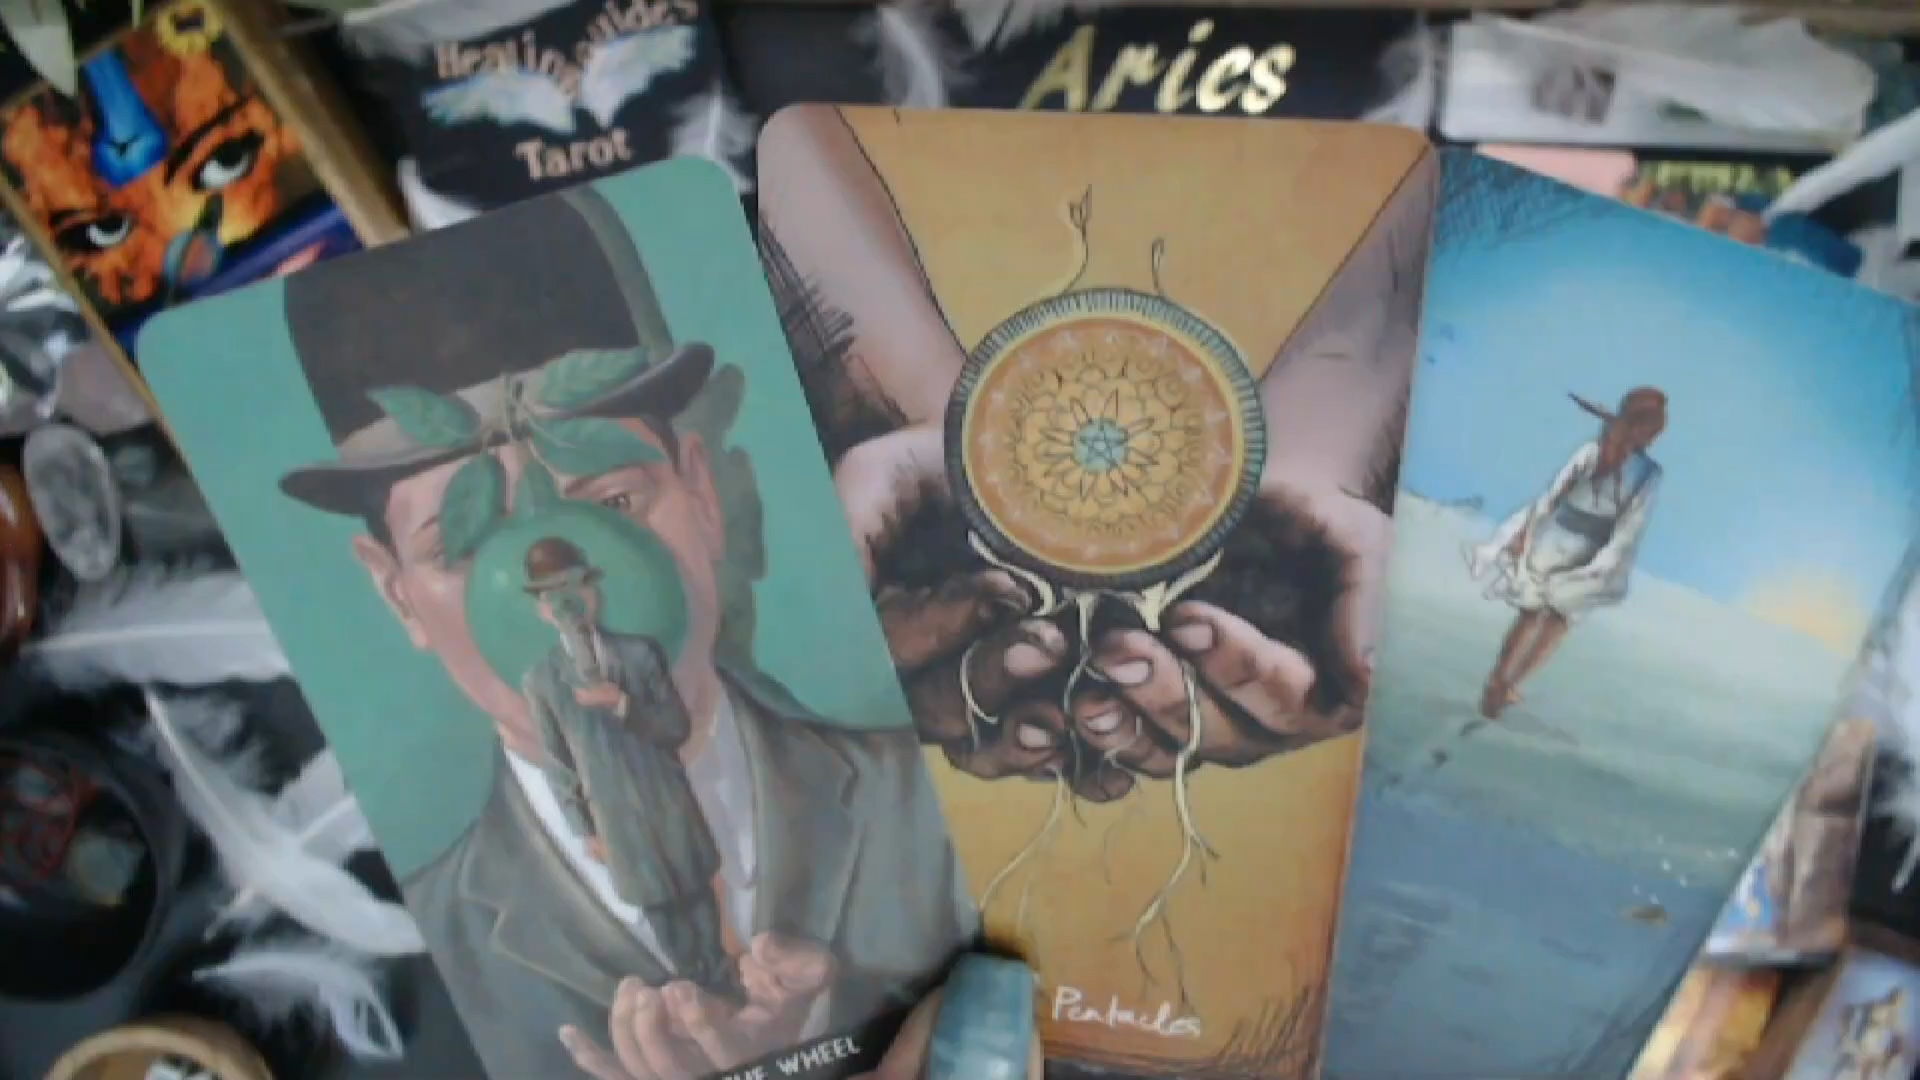 Healing Guides
Tarot
Aries
Pentacles
THE WHEEL